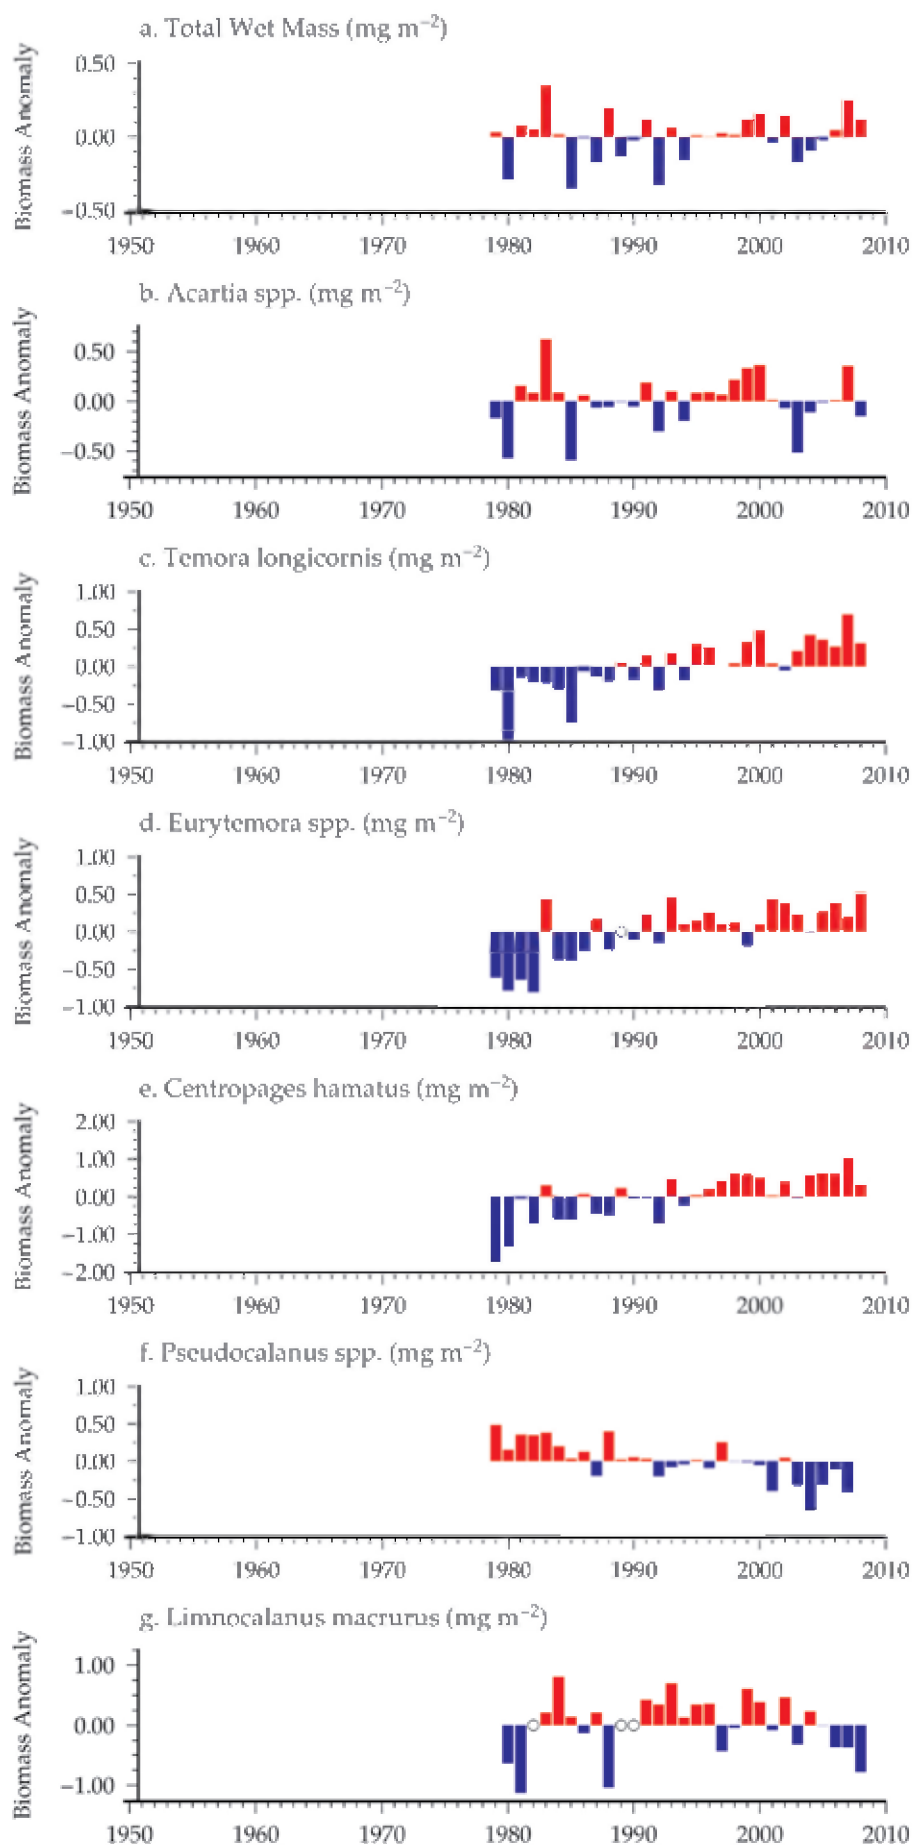 a. Total Wet Mass (mg m⁻²)
Biomass Anomaly
0.50
0.00
−0.50
1950 1960 1970 1980 1990 2000 2010
b. Acartia spp. (mg m⁻²)
Biomass Anomaly
0.50
0.00
−0.50
1950 1960 1970 1980 1990 2000 2010
c. Temora longicornis (mg m⁻²)
Biomass Anomaly
1.00
0.50
0.00
−0.50
−1.00
1950 1960 1970 1980 1990 2000 2010
d. Eurytemora spp. (mg m⁻²)
Biomass Anomaly
1.00
0.50
0.00
−0.50
−1.00
1950 1960 1970 1980 1990 2000 2010
e. Centropages hamatus (mg m⁻²)
Biomass Anomaly
2.00
1.00
0.00
−1.00
−2.00
1950 1960 1970 1980 1990 2000 2010
f. Pseudocalanus spp. (mg m⁻²)
Biomass Anomaly
1.00
0.50
0.00
−0.50
−1.00
1950 1960 1970 1980 1990 2000 2010
g. Limnocalanus macrurus (mg m⁻²)
Biomass Anomaly
1.00
0.00
−1.00
1950 1960 1970 1980 1990 2000 2010